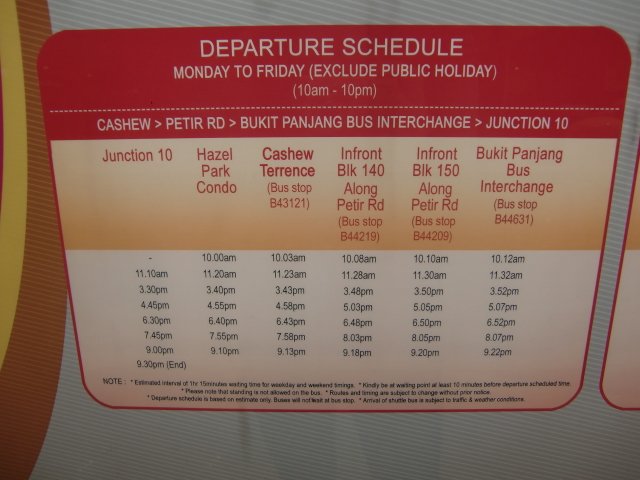 DEPARTURE SCHEDULE
MONDAY TO FRIDAY (EXCLUDE PUBLIC HOLIDAY)
(10am - 10pm)
CASHEW > PETIR RD > BUKIT PANJANG BUS INTERCHANGE > JUNCTION 10
Junction 10 Hazel Park Condo Cashew Terrence (Bus stop B43121) Infront Blk 140 Along Petir Rd (Bus stop B44219) Infront Blk 150 Along Petir Rd (Bus stop B44209) Bukit Panjang Bus Interchange (Bus stop B44631)
- 10.00am 10.03am 10.08am 10.10am 10.12am
11.10am 11.20am 11.23am 11.28am 11.30am 11.32am
3.30pm 3.40pm 3.43pm 3.48pm 3.50pm 3.52pm
4.45pm 4.55pm 4.58pm 5.03pm 5.05pm 5.07pm
6.30pm 6.40pm 6.43pm 6.48pm 6.50pm 6.52pm
7.45pm 7.55pm 7.58pm 8.03pm 8.05pm 8.07pm
9.00pm 9.10pm 9.13pm 9.18pm 9.20pm 9.22pm
9.30pm (End)
NOTE : * Estimated interval of 1hr 15minutes waiting time for weekday and weekend timings. * Kindly be at waiting point at least 10 minutes before departure scheduled time.
* Please note that standing is not allowed on the bus. * Routes and timing are subject to change without prior notice.
* Departure schedule is based on estimate only. Buses will not wait at bus stop. * Arrival of shuttle bus is subject to traffic & weather conditions.